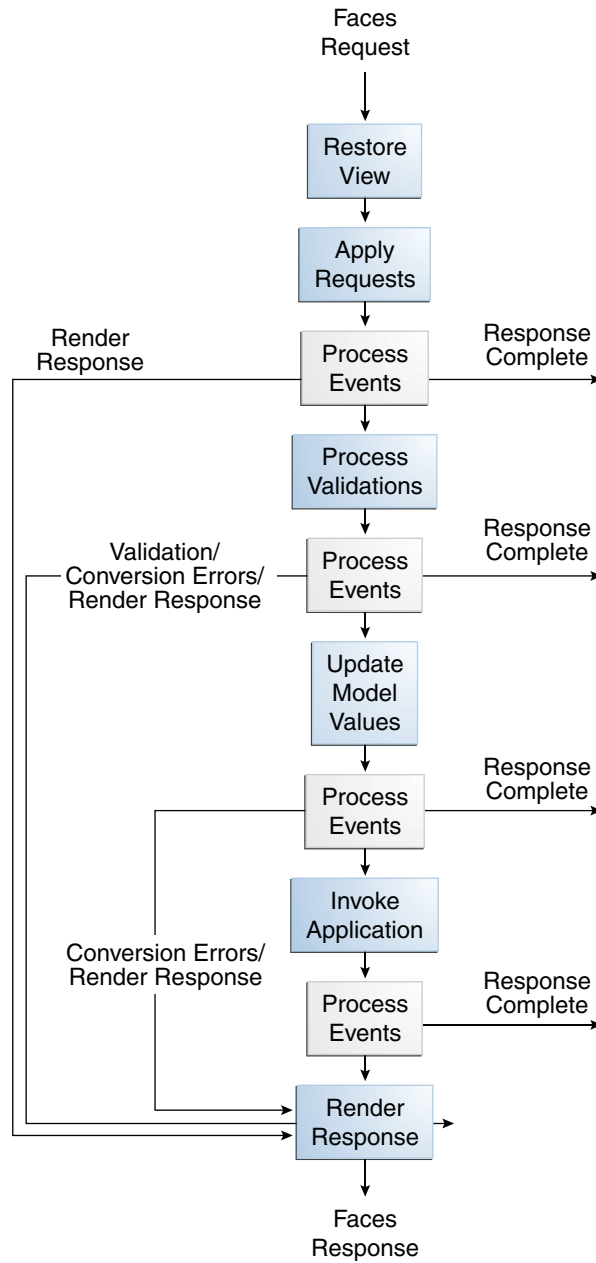 Faces
Request
Restore
View
Apply
Requests
Render
Response
Process
Events
Response
Complete
Process
Validations
Validation/
Conversion Errors/
Render Response
Process
Events
Response
Complete
Update
Model
Values
Process
Events
Response
Complete
Invoke
Application
Conversion Errors/
Render Response
Process
Events
Response
Complete
Render
Response
Faces
Response